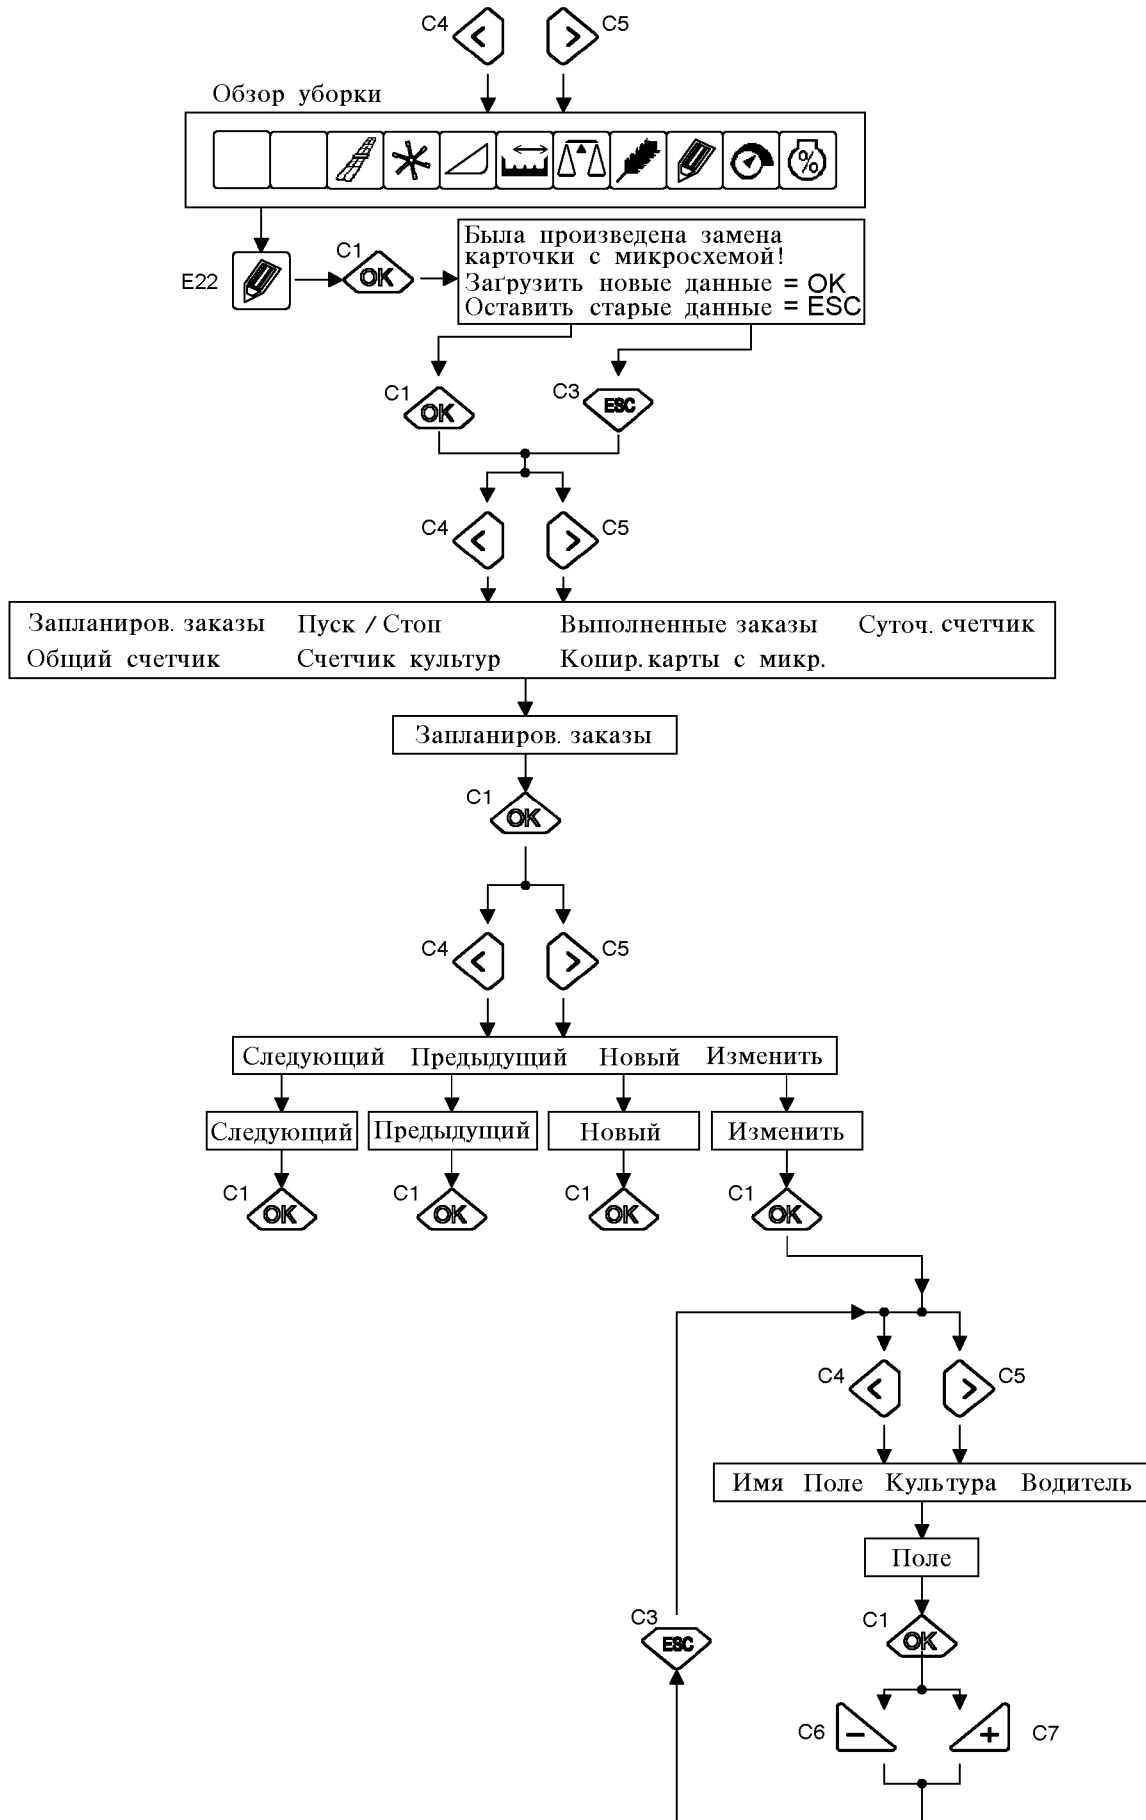 C4 < > C5
Обзор уборки
%
E22 C1 OK
Была произведена замена
карточки с микросхемой!
Загрузить новые данные = OK
Оставить старые данные = ESC
C1 OK C3 ESC
C4 < > C5
Запланиров. заказы Пуск / Стоп Выполненные заказы Суточ. счетчик
Общий счетчик Счетчик культур Копир. карты с микр.
Запланиров. заказы
C1 OK
C4 < > C5
Следующий Предыдущий Новый Изменить
Следующий Предыдущий Новый Изменить
C1 OK C1 OK C1 OK C1 OK
C4 < > C5
Имя Поле Культура Водитель
Поле
C3 ESC C1 OK
C6 − + C7